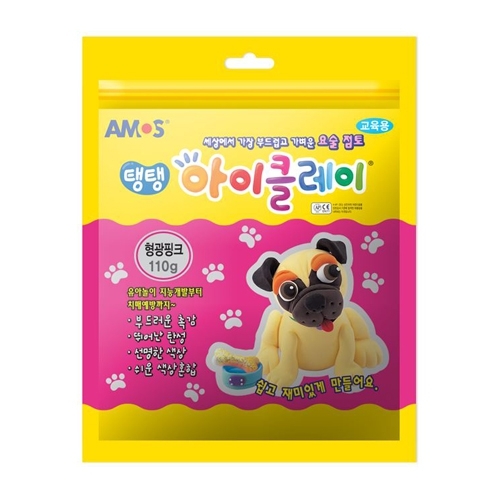 AMOS
교육용
세상에서 가장 부드럽고 가벼운 요술 점토
탱탱 아이클레이
형광핑크
110g
유아놀이 지능개발부터
치매예방까지~
· 부드러운 촉감
· 뛰어난 탄성
· 선명한 색상
· 쉬운 색상혼합
쉽고 재미있게 만들어요.